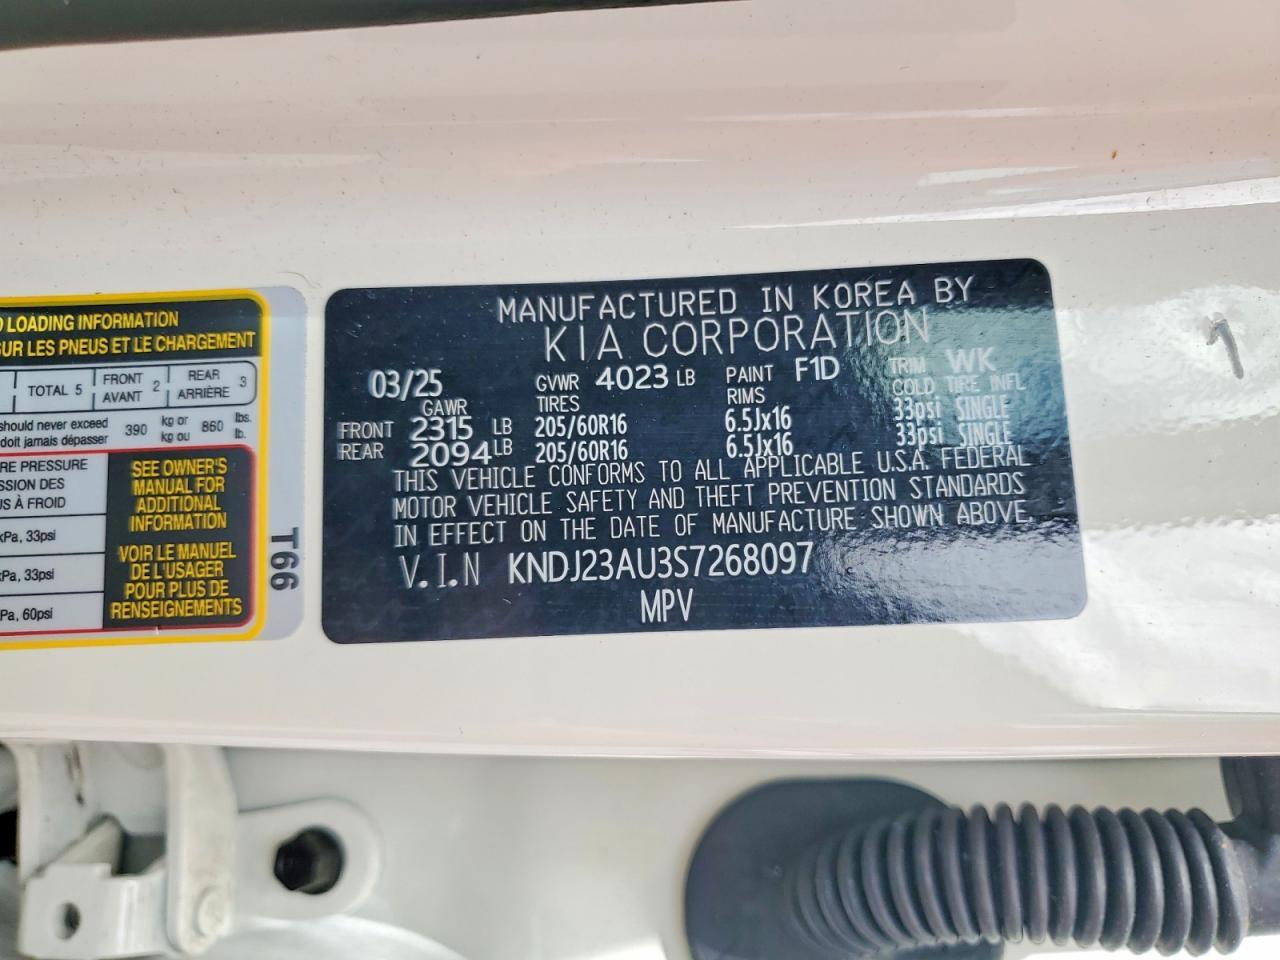 LOADING INFORMATION
SUR LES PNEUS ET LE CHARGEMENT
TOTAL 5
FRONT
AVANT 2
REAR
ARRIÈRE 3
should never exceed
doit jamais dépasser
390 kg or
kg ou
860 lbs.
lb.
PRESSURE
DES
À FROID
kPa, 33psi
kPa, 33psi
kPa, 60psi
SEE OWNER'S
MANUAL FOR
ADDITIONAL
INFORMATION
VOIR LE MANUEL
DE L'USAGER
POUR PLUS DE
RENSEIGNEMENTS
T66
MANUFACTURED IN KOREA BY
KIA CORPORATION
03/25 GVWR 4023 LB PAINT F1D TRIM WK
GAWR TIRES RIMS COLD TIRE INFL
FRONT 2315 LB 205/60R16 6.5Jx16 33psi SINGLE
REAR 2094 LB 205/60R16 6.5Jx16 33psi SINGLE
THIS VEHICLE CONFORMS TO ALL APPLICABLE U.S.A. FEDERAL
MOTOR VEHICLE SAFETY AND THEFT PREVENTION STANDARDS
IN EFFECT ON THE DATE OF MANUFACTURE SHOWN ABOVE.
V.I.N KNDJ23AU3S7268097
MPV
1